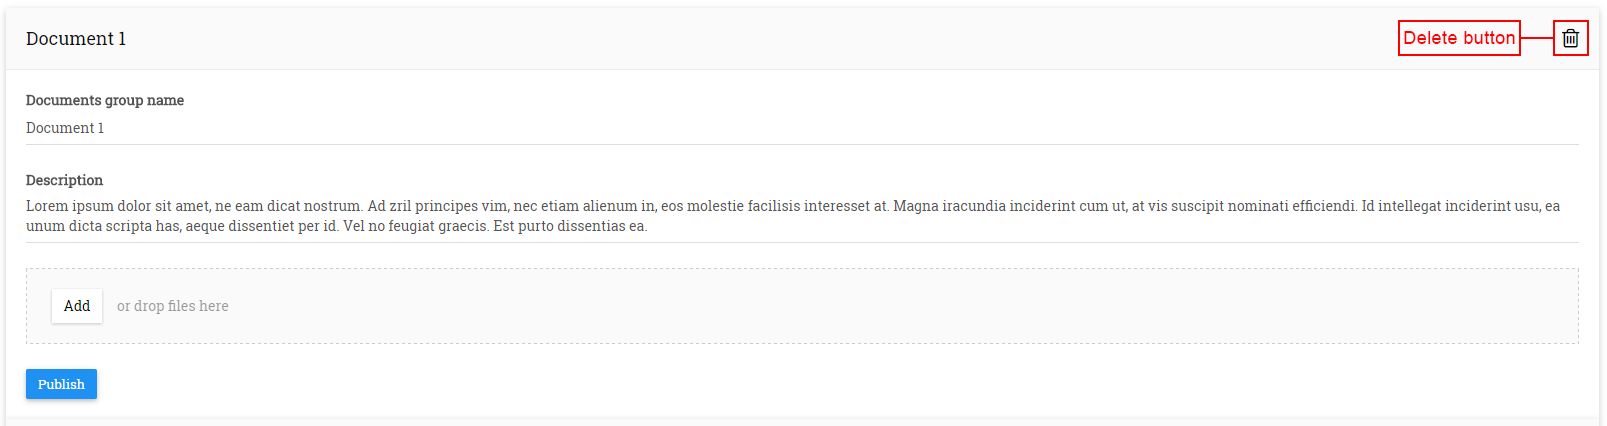 Document 1
Delete button
Documents group name
Document 1
Description
Lorem ipsum dolor sit amet, ne eam dicat nostrum. Ad zril principes vim, nec etiam alienum in, eos molestie facilisis interesset at. Magna iracundia inciderint cum ut, at vis suscipit nominati efficiendi. Id intellegat inciderint usu, ea
unum dicta scripta has, aeque dissentiet per id. Vel no feugiat graecis. Est purto dissentias ea.
Add or drop files here
Publish